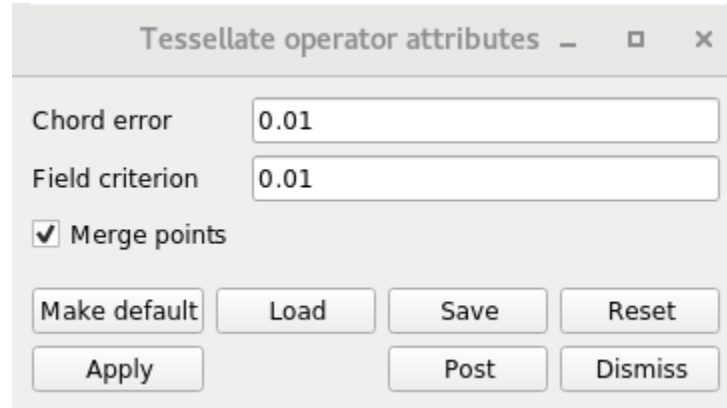 Tessellate operator attributes
Chord error 0.01
Field criterion 0.01
Merge points
Make default Load Save Reset
Apply Post Dismiss